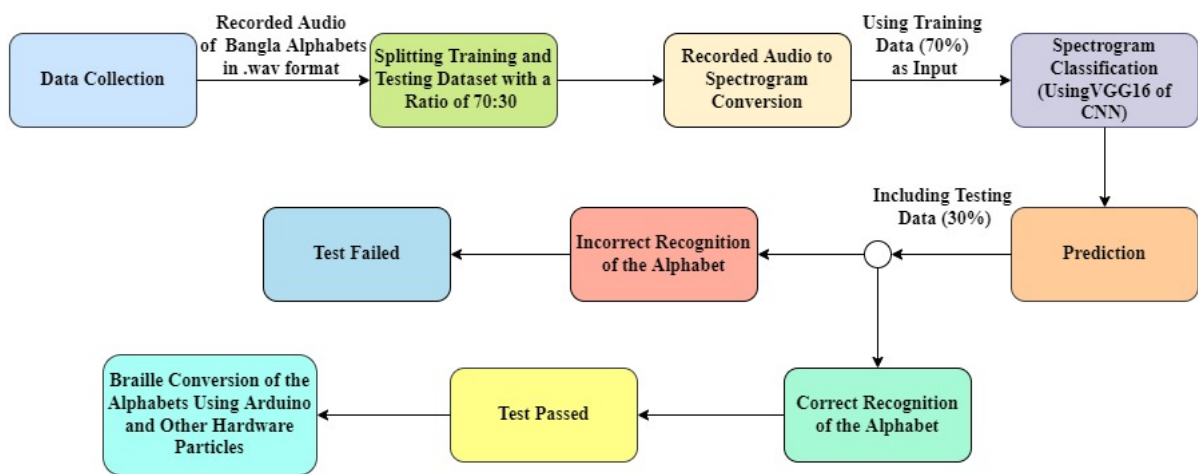 Data Collection
Recorded Audio
of Bangla Alphabets
in .wav format
Splitting Training and
Testing Dataset with a
Ratio of 70:30
Recorded Audio to
Spectrogram
Conversion
Using Training
Data (70%)
as Input
Spectrogram
Classification
(UsingVGG16 of
CNN)
Including Testing
Data (30%)
Prediction
Incorrect Recognition
of the Alphabet
Test Failed
Correct Recognition
of the Alphabet
Test Passed
Braille Conversion of the
Alphabets Using Arduino
and Other Hardware
Particles